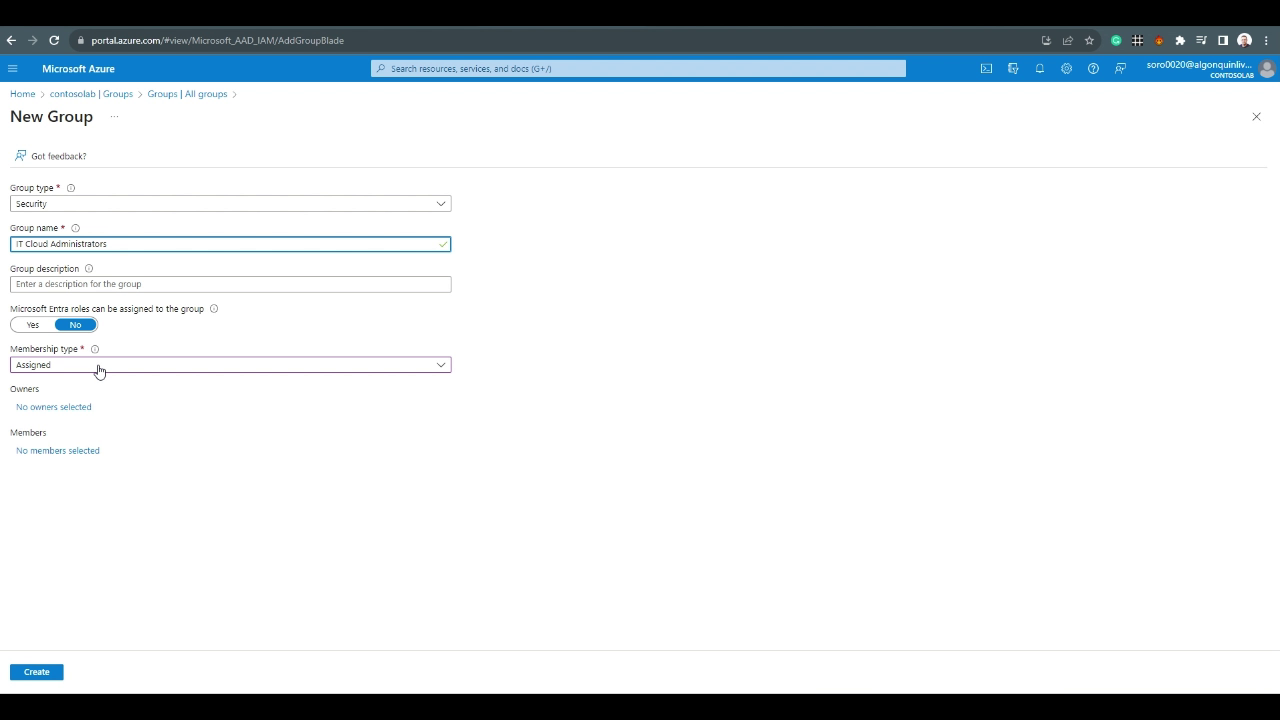 portal.azure.com/#view/Microsoft_AAD_IAM/AddGroupBlade
Microsoft Azure
Search resources, services, and docs (G+/)
soro0020@algonquinliv...
CONTOSOLAB
Home > contosolab | Groups > Groups | All groups >
New Group ...
Got feedback?
Group type *
Security
Group name *
IT Cloud Administrators
Group description
Enter a description for the group
Microsoft Entra roles can be assigned to the group
Yes No
Membership type *
Assigned
Owners
No owners selected
Members
No members selected
Create